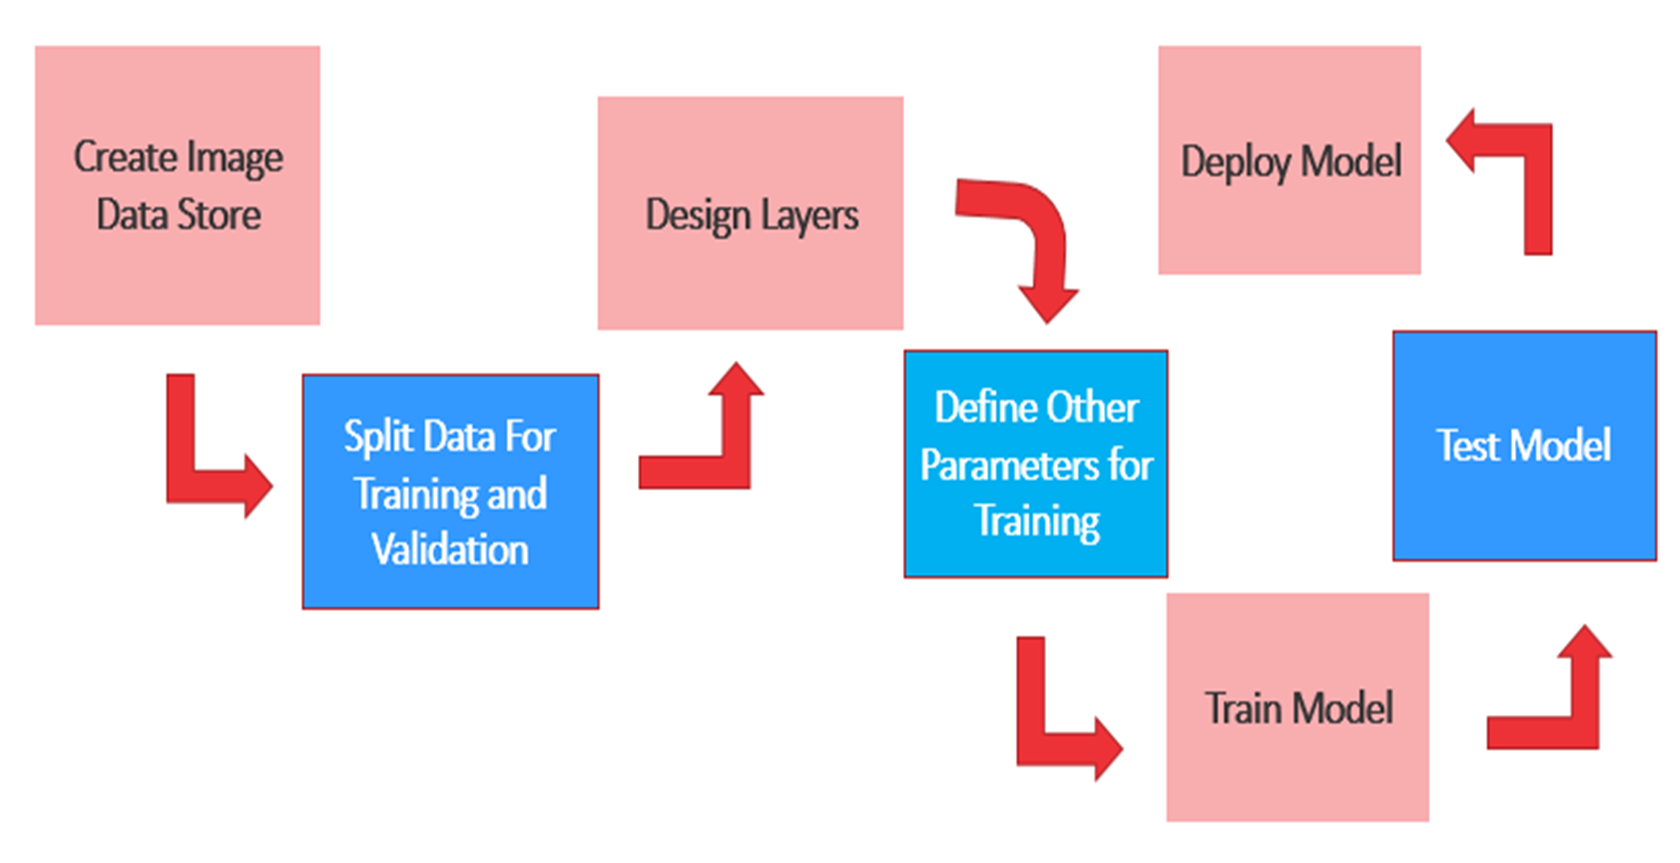 Create Image
Data Store
Split Data For
Training and
Validation
Design Layers
Define Other
Parameters for
Training
Train Model
Test Model
Deploy Model